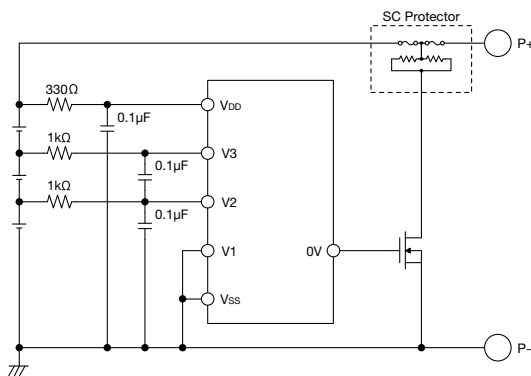 SC Protector
P+
330Ω
0.1µF
VDD
1kΩ
0.1µF
V3
1kΩ
0.1µF
V2
V1
0V
VSS
P−